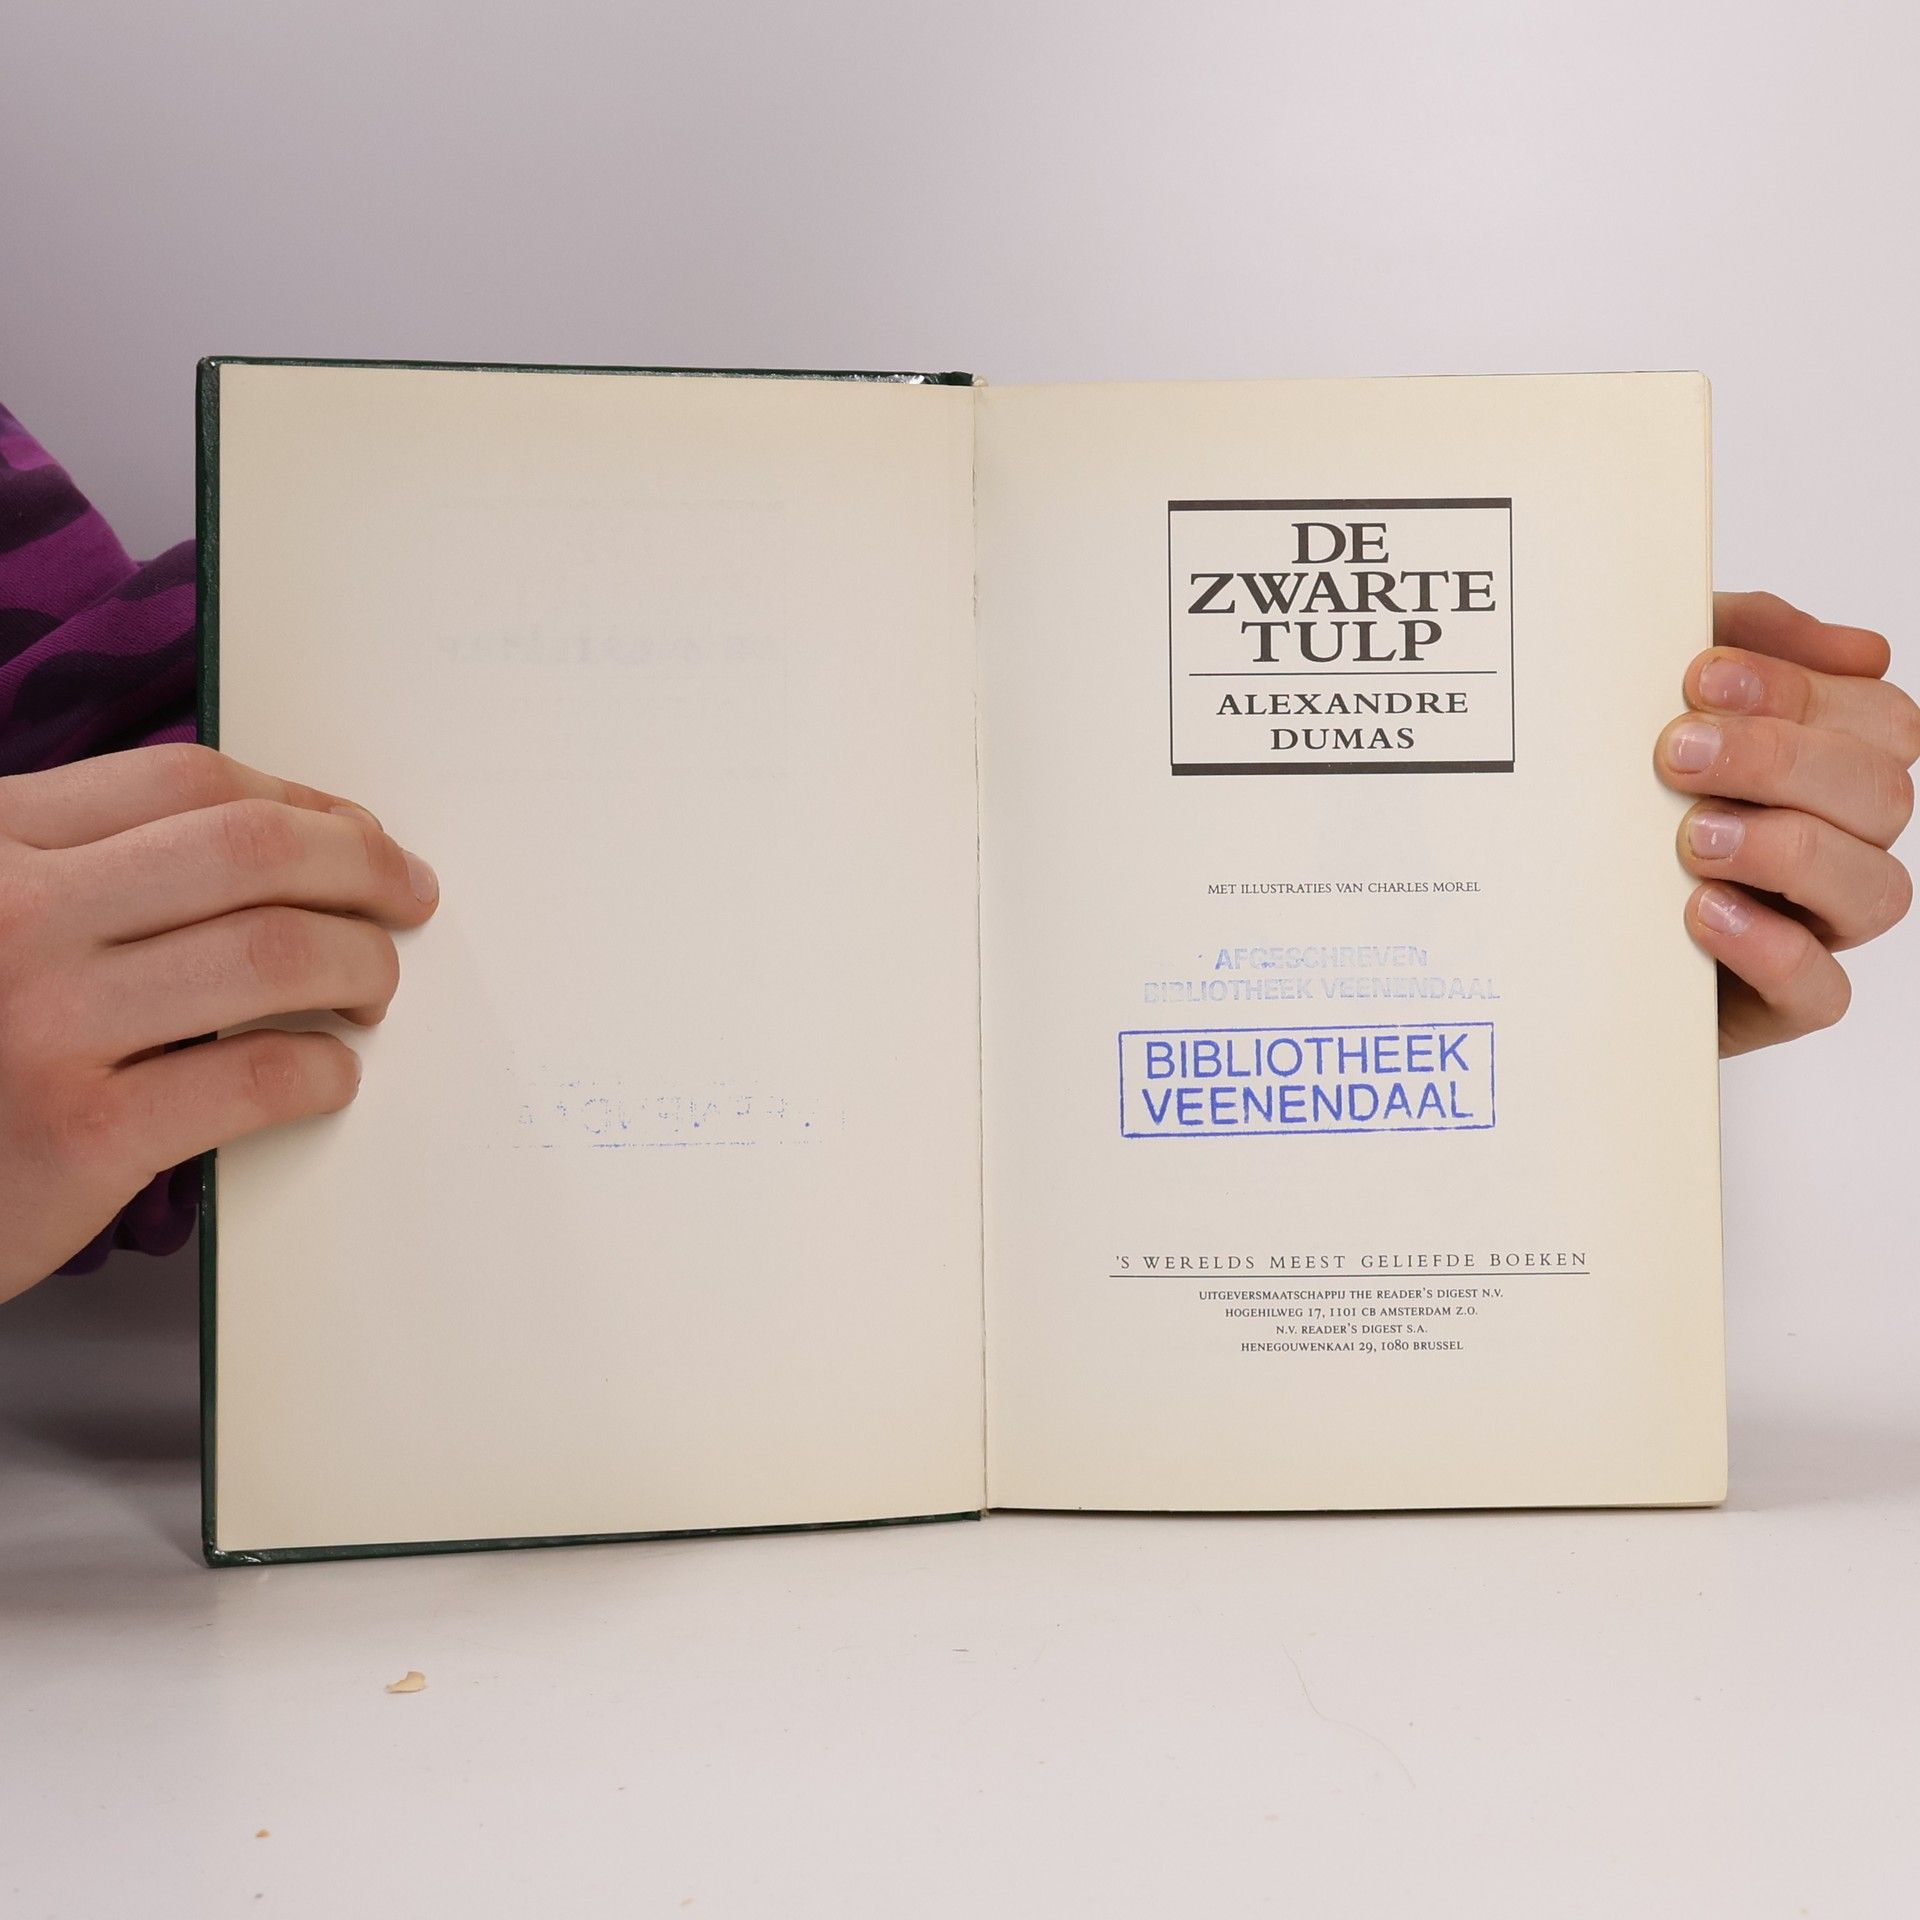 DE
ZWARTE
TULP
ALEXANDRE
DUMAS
MET ILLUSTRATIES VAN CHARLES MOREL
AFGESCHREVEN
BIBLIOTHEEK VEENENDAAL
BIBLIOTHEEK
VEENENDAAL
'S WERELDS MEEST GELIEFDE BOEKEN
UITGEVERSMAATSCHAPPIJ THE READER'S DIGEST N.V.
HOGEHILWEG 17, 1101 CB AMSTERDAM Z.O.
N.V. READER'S DIGEST S.A.
HENEGOUWENKAAI 29, 1080 BRUSSEL